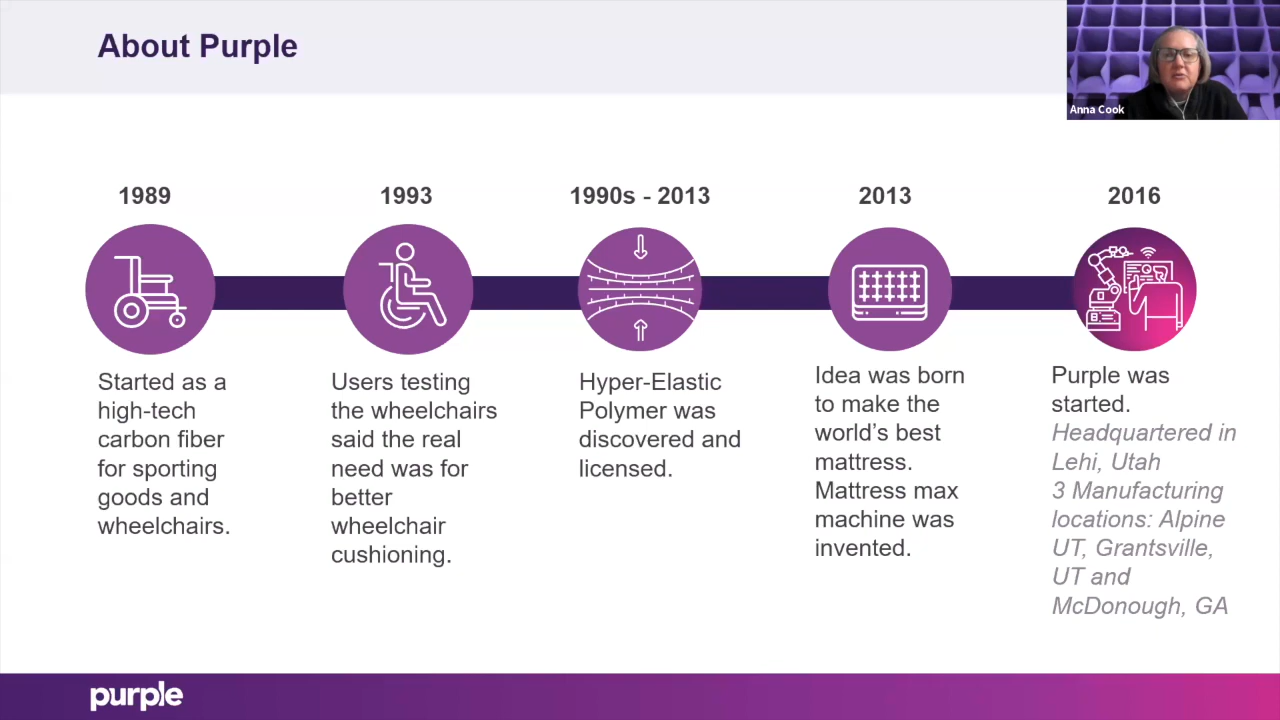 About Purple
Anna Cook
1989
1993
1990s - 2013
2013
2016
Started as a
high-tech
carbon fiber
for sporting
goods and
wheelchairs.
Users testing
the wheelchairs
said the real
need was for
better
wheelchair
cushioning.
Hyper-Elastic
Polymer was
discovered and
licensed.
Idea was born
to make the
world’s best
mattress.
Mattress max
machine was
invented.
Purple was
started.
Headquartered in
Lehi, Utah
3 Manufacturing
locations: Alpine
UT, Grantsville,
UT and
McDonough, GA
purple